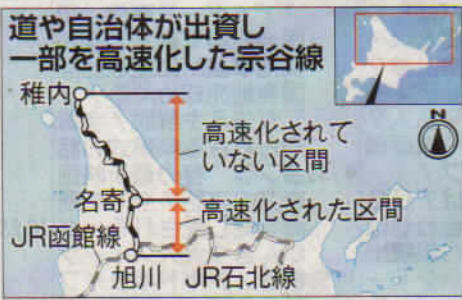 道や自治体が出資し
一部を高速化した宗谷線
稚内
高速化されて
いない区間
N
名寄
高速化された区間
JR函館線
旭川
JR石北線